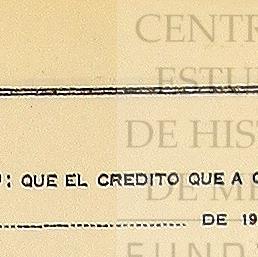 CENTR
ESTU
DE HIS
: QUE EL CREDITO QUE A
DE M
DE 19
FUND